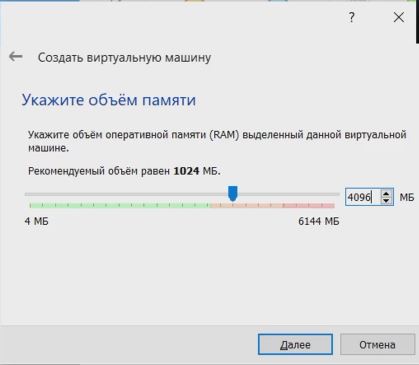 ?
Создать виртуальную машину
Укажите объём памяти
Укажите объём оперативной памяти (RAM) выделенный данной виртуальной
машине.
Рекомендуемый объём равен 1024 МБ.
4096 МБ
4 МБ 6144 МБ
Далее Отмена